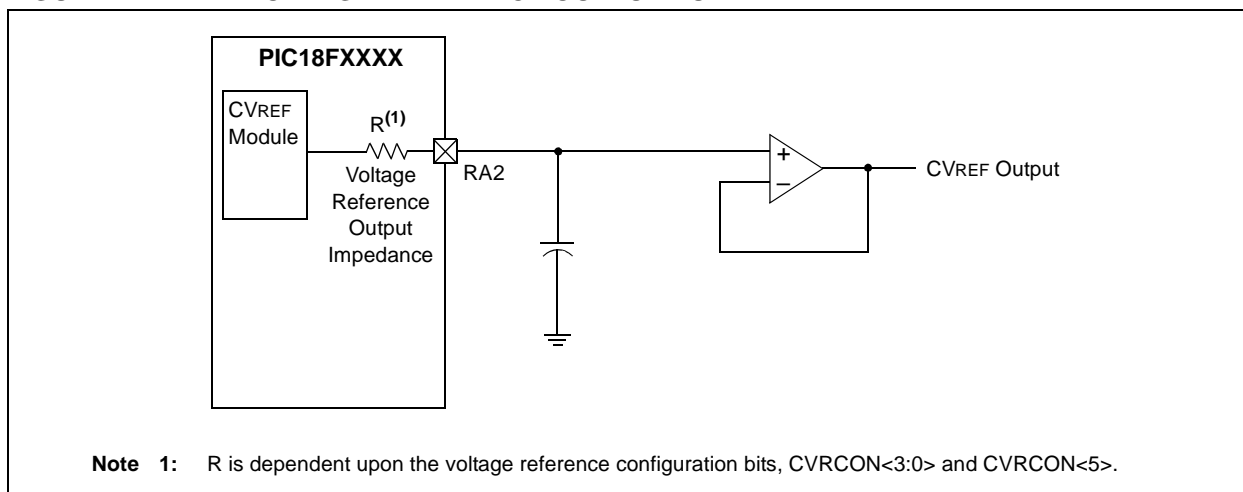 PIC18FXXXX
CVREF
Module
R(1)
Voltage
Reference
Output
Impedance
RA2
+
–
CVREF Output
Note 1: R is dependent upon the voltage reference configuration bits, CVRCON<3:0> and CVRCON<5>.